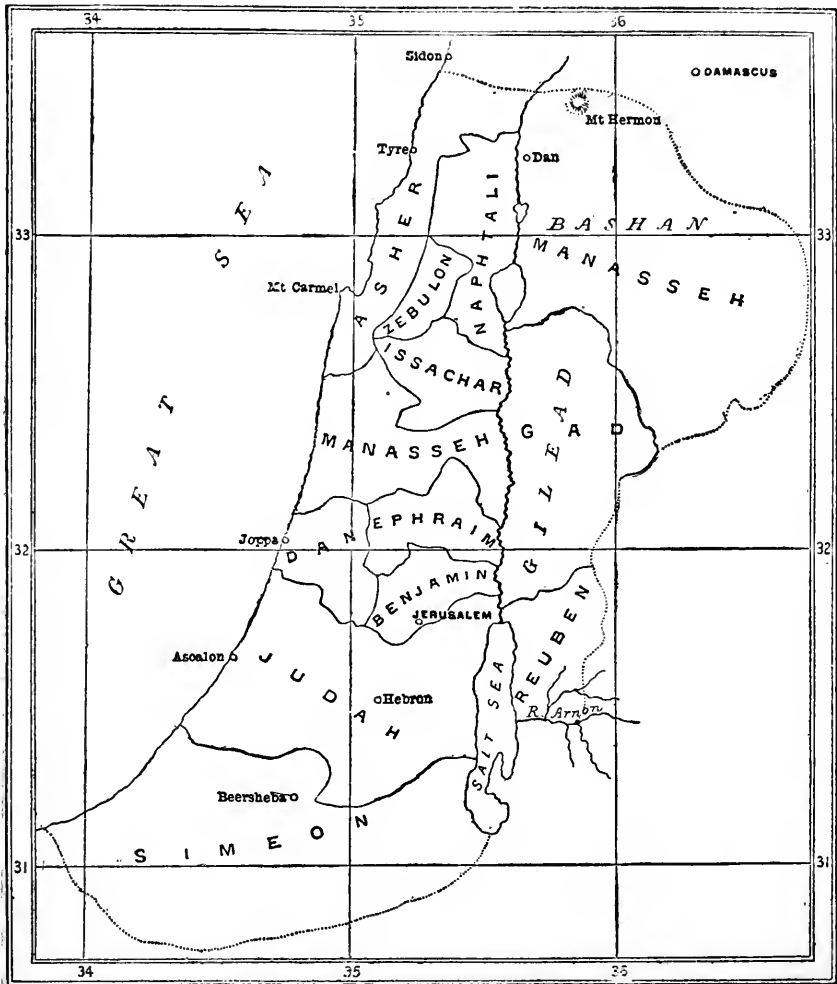 34 35 36
Sidon
DAMASCUS
Mt Hermon
Tyre
Dan
GREAT SEA
ASHER
NAPHTALI
33 33
BASHAN
MANASSEH
ZEBULON
Mt Carmel
ISSACHAR
MANASSEH
GAD
GILEAD
EPHRAIM
DAN
Joppa
32 32
BENJAMIN
JERUSALEM
REUBEN
Asoalon
JUDAH
Hebron
SALT SEA
R. Arnon
Beersheba
SIMEON
31 31
34 35 36